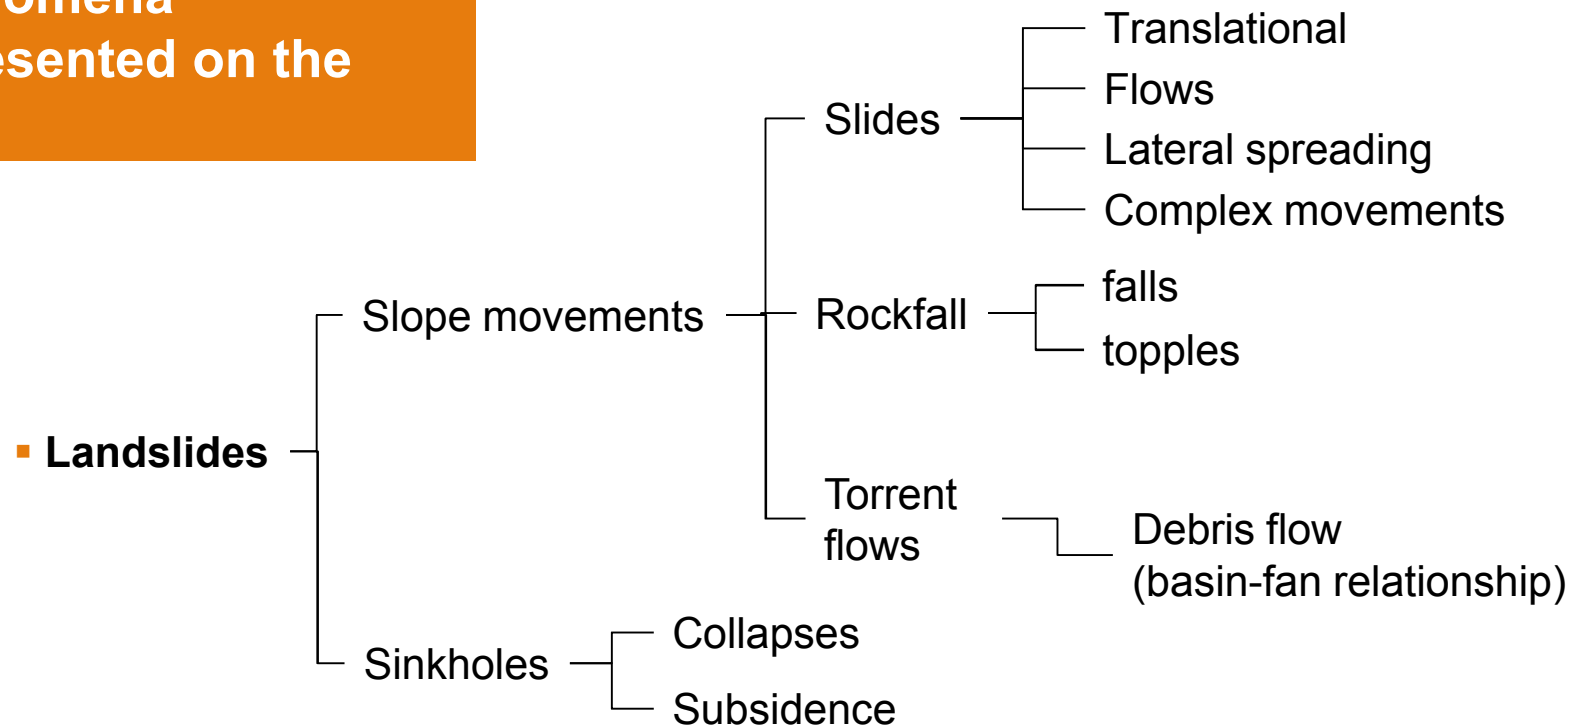 on the
Translational
Flows
Slides
Lateral spreading
Complex movements
falls
Slope movements
Rockfall
topples
▪ Landslides
Torrent
flows
Debris flow
(basin-fan relationship)
Collapses
Sinkholes
Subsidence